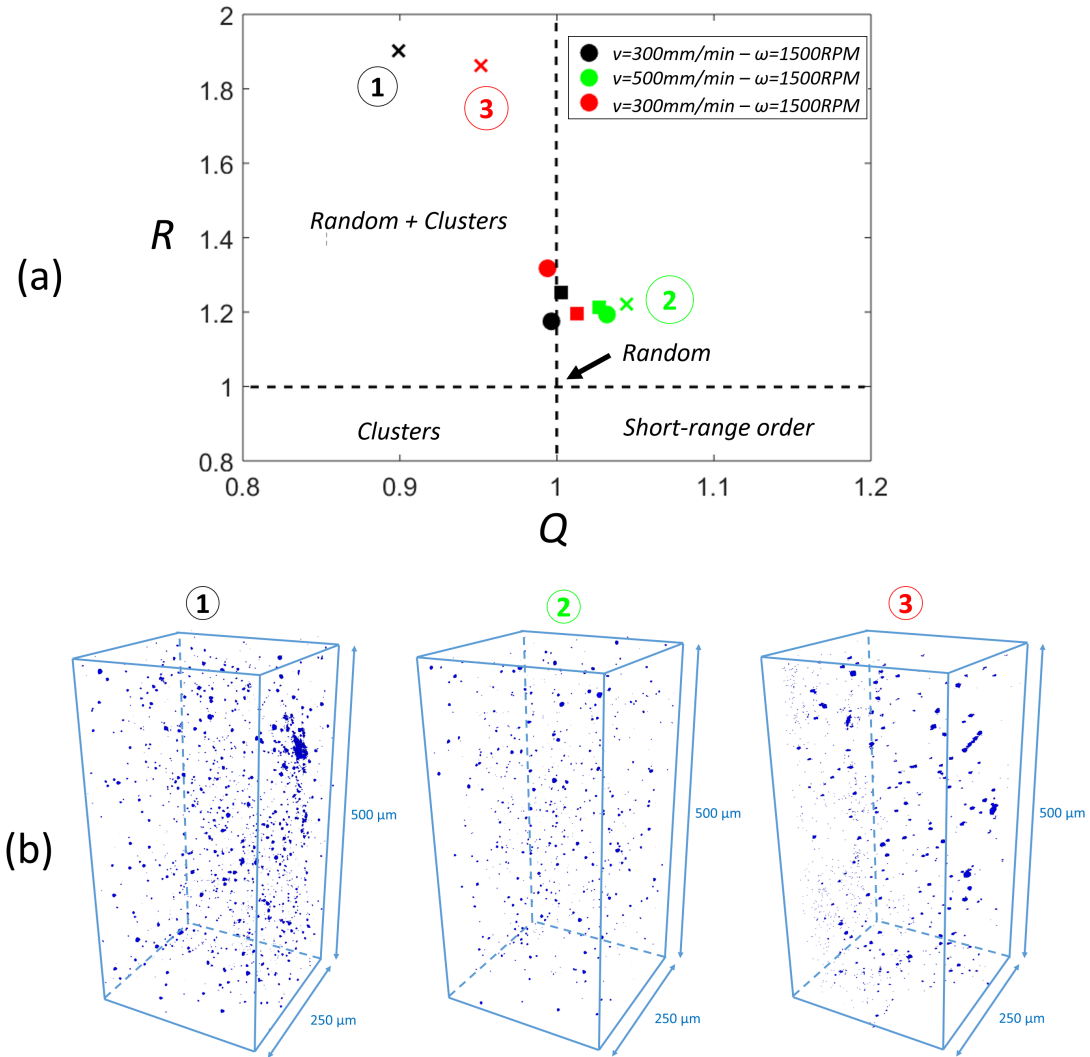 2
1.8
1.6
1.4
1.2
1
0.8
0.8 0.9 1 1.1 1.2
R
Q
(a)
v=300mm/min – ω=1500RPM
v=500mm/min – ω=1500RPM
v=300mm/min – ω=1500RPM
1
3
Random + Clusters
2
Random
Clusters
Short-range order
(b)
1 2 3
500 µm 500 µm 500 µm
250 µm 250 µm 250 µm